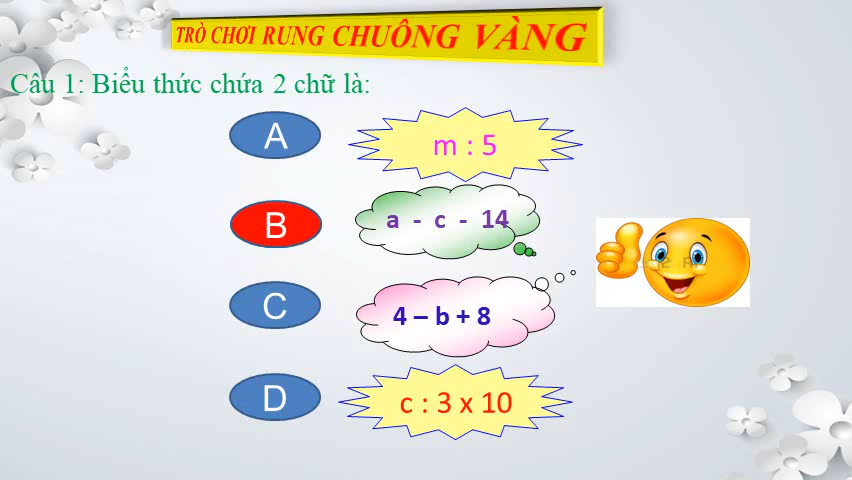 TRÒ CHƠI RUNG CHUÔNG VÀNG
Câu 1: Biểu thức chứa 2 chữ là:
A
m : 5
B
a - c - 14
C
4 – b + 8
D
c : 3 x 10